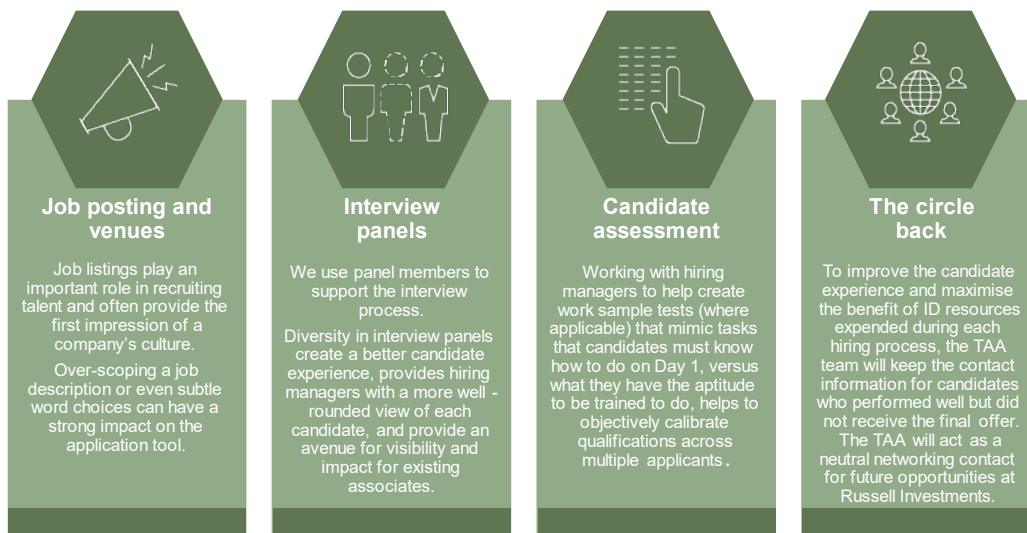 Job posting and
venues
Job listings play an
important role in recruiting
talent and often provide the
first impression of a
company's culture.
Over-scoping a job
description or even subtle
word choices can have a
strong impact on the
application tool.
Interview
panels
We use panel members to
support the interview
process.
Diversity in interview panels
create a better candidate
experience, provides hiring
managers with a more well -
rounded view of each
candidate, and provide an
avenue for visibility and
impact for existing
associates.
Candidate
assessment
Working with hiring
managers to help create
work sample tests (where
applicable) that mimic tasks
that candidates must know
how to do on Day 1, versus
what they have the aptitude
to be trained to do, helps to
objectively calibrate
qualifications across
multiple applicants.
The circle
back
To improve the candidate
experience and maximise
the benefit of ID resources
expended during each
hiring process, the TAA
team will keep the contact
information for candidates
who performed well but did
not receive the final offer.
The TAA will act as a
neutral networking contact
for future opportunities at
Russell Investments.